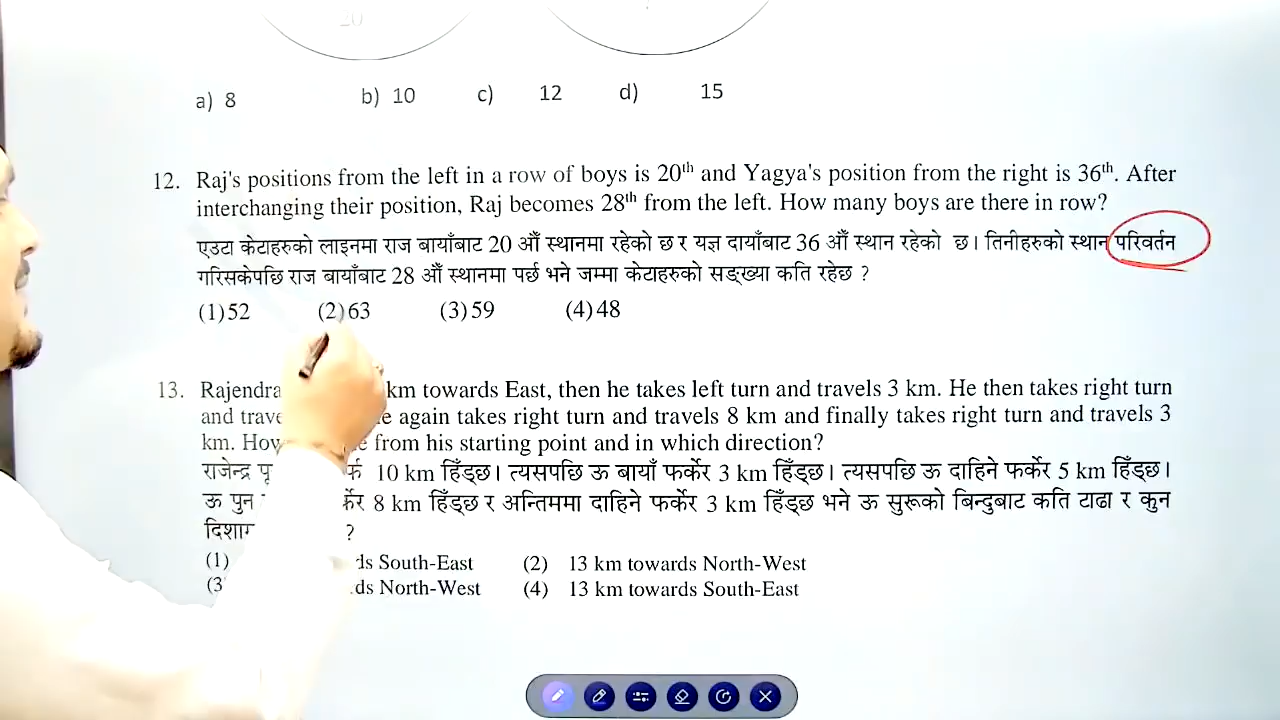 20
a) 8 b) 10 c) 12 d) 15
12. Raj's positions from the left in a row of boys is 20th and Yagya's position from the right is 36th. After
interchanging their position, Raj becomes 28th from the left. How many boys are there in row?
एउटा केटाहरुको लाइनमा राज बायाँबाट 20 औँ स्थानमा रहेको छ र यज्ञ दायाँबाट 36 औँ स्थान रहेको छ। तिनीहरुको स्थान परिवर्तन
गरिसकेपछि राज बायाँबाट 28 औँ स्थानमा पर्छ भने जम्मा केटाहरुको सङ्ख्या कति रहेछ ?
(1) 52 (2) 63 (3) 59 (4) 48
13. Rajendra km towards East, then he takes left turn and travels 3 km. He then takes right turn
and again takes right turn and travels 8 km and finally takes right turn and travels 3
km. from his starting point and in which direction?
राजेन्द्र 10 km हिँड्छ। त्यसपछि ऊ बायाँ फर्केर 3 km हिँड्छ। त्यसपछि ऊ दाहिने फर्केर 5 km हिँड्छ।
ऊ पुन 8 km हिँड्छ र अन्तिममा दाहिने फर्केर 3 km हिँड्छ भने ऊ सुरूको बिन्दुबाट कति टाढा र कुन
?
(1) South-East (2) 13 km towards North-West
North-West (4) 13 km towards South-East